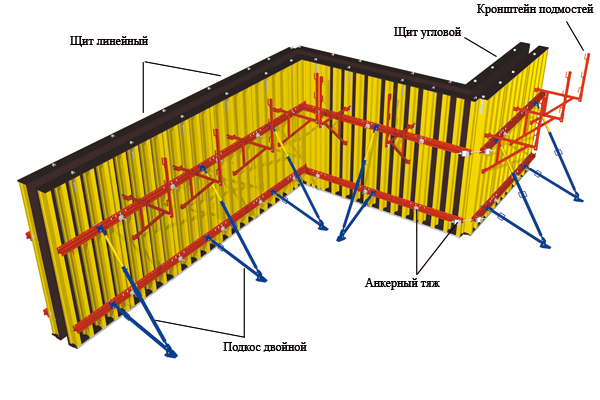 Кронштейн подмостей
Щит угловой
Щит линейный
Анкерный тяж
Подкос двойной